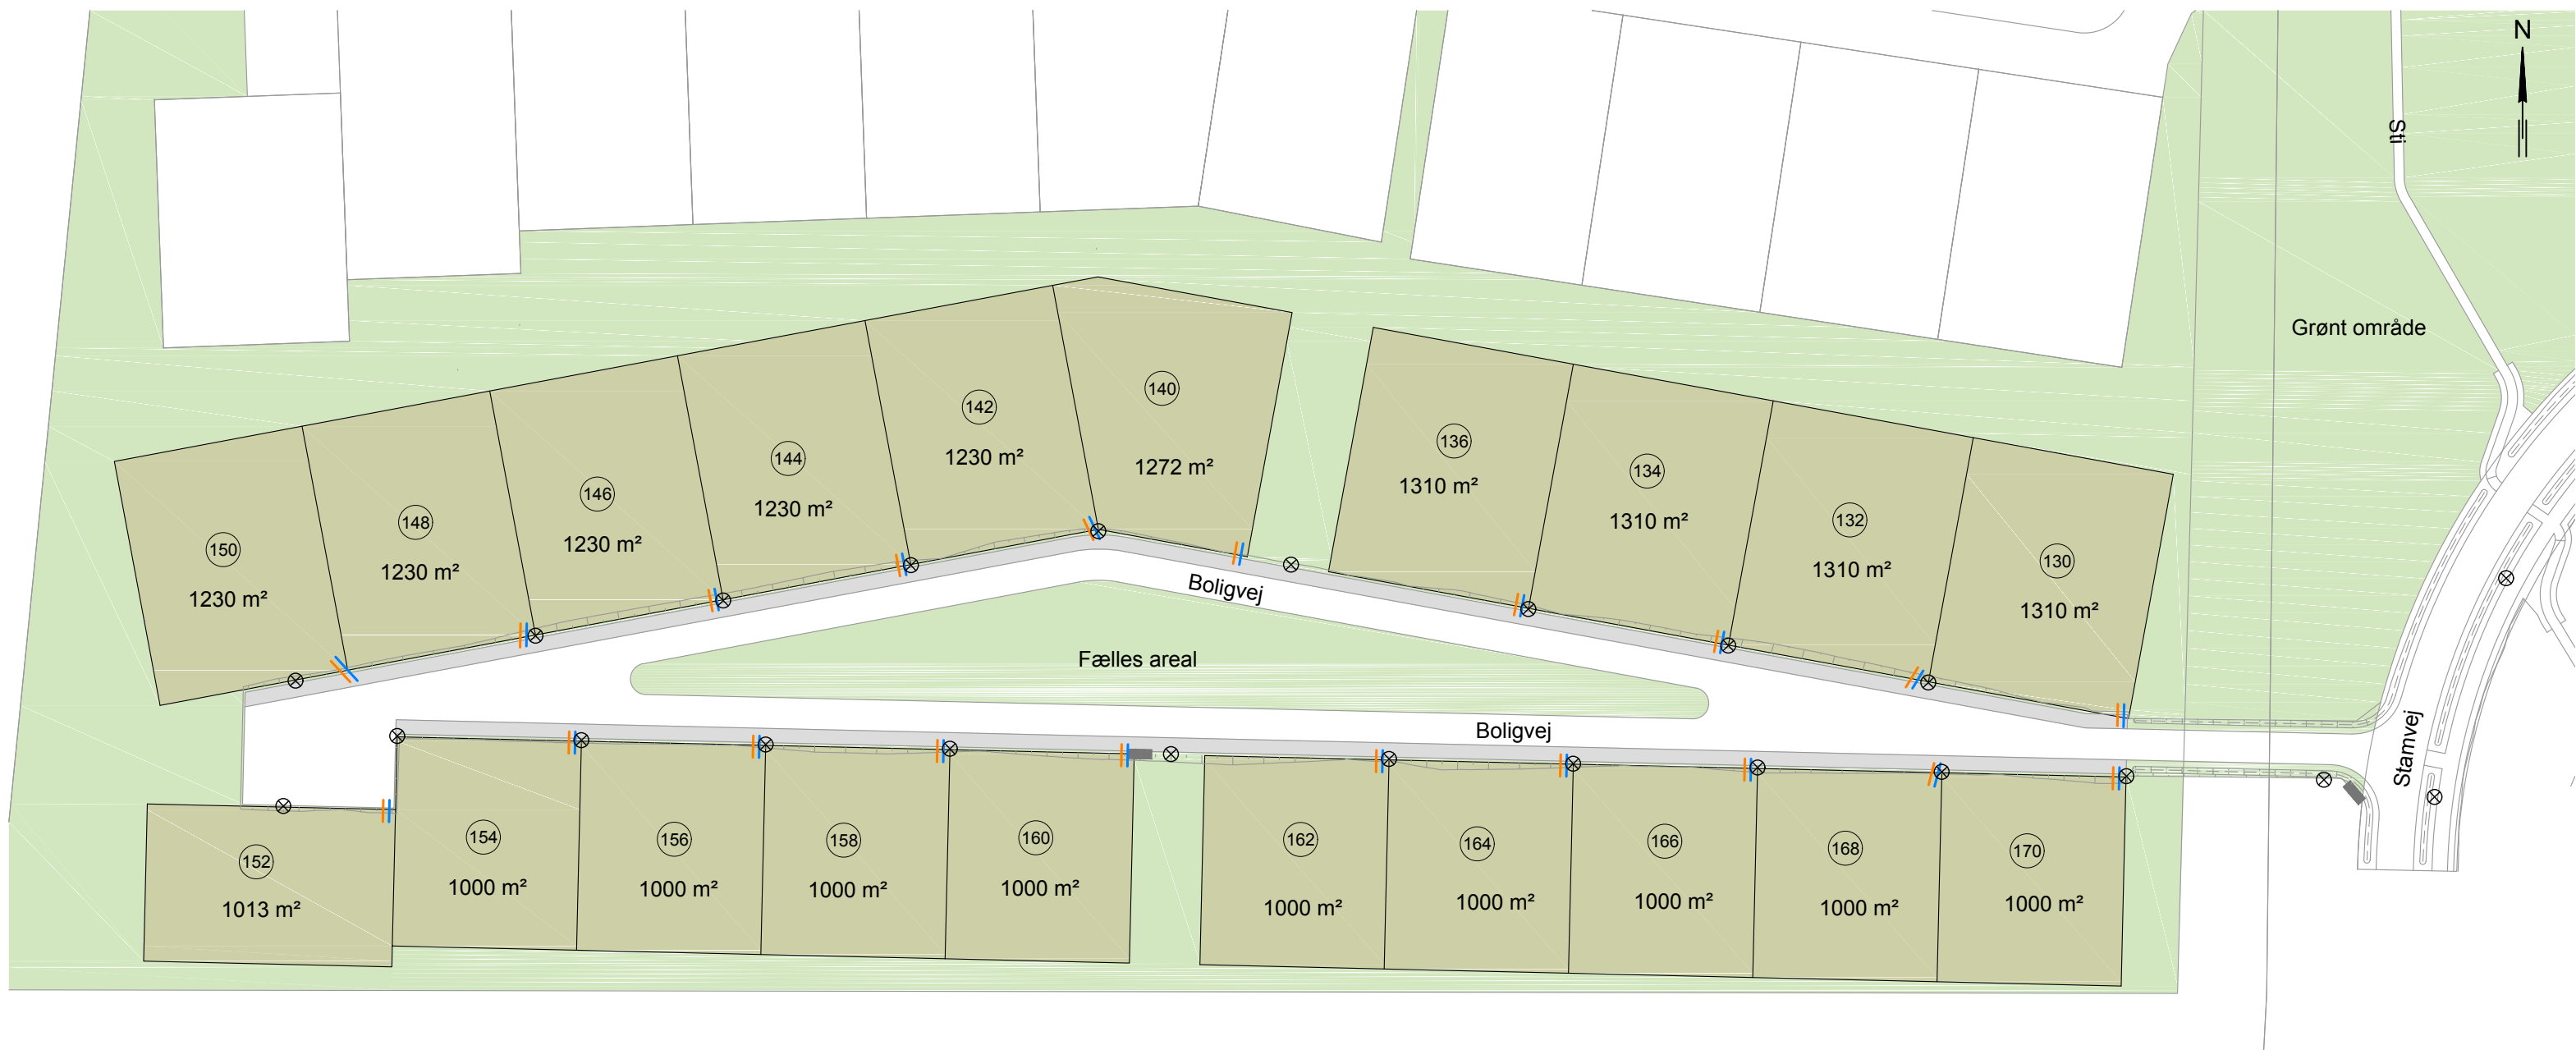 N
Sti
Grønt område
140
1272 m²
142
1230 m²
136
1310 m²
144
1230 m²
134
1310 m²
146
1230 m²
132
1310 m²
148
1230 m²
130
1310 m²
150
1230 m²
Boligvej
Fælles areal
Boligvej
Stamvej
152
1013 m²
154
1000 m²
156
1000 m²
158
1000 m²
160
1000 m²
162
1000 m²
164
1000 m²
166
1000 m²
168
1000 m²
170
1000 m²